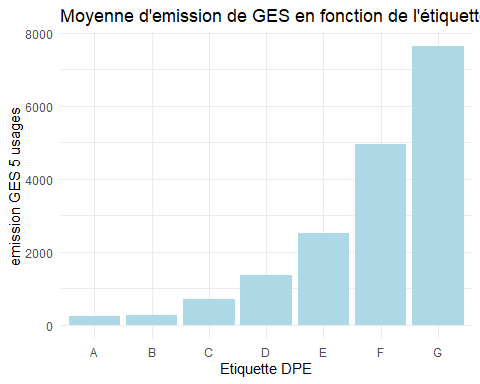 Moyenne d'emission de GES en fonction de l'étiquett
8000
6000
4000
2000
0
emission GES 5 usages
A B C D E F G
Etiquette DPE